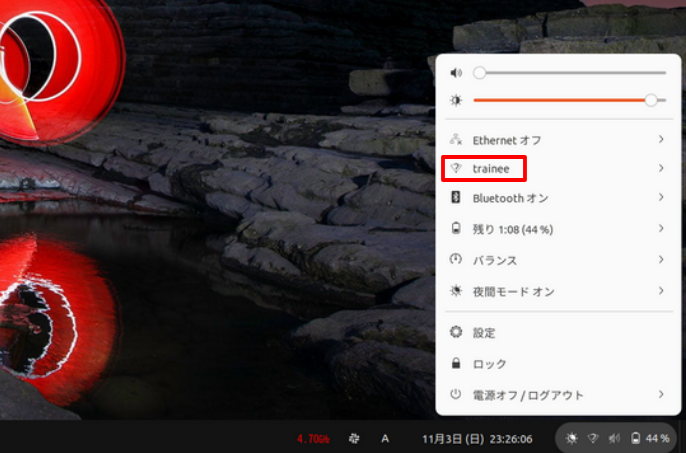 Ethernet オフ
trainee
Bluetooth オン
残り 1:08 (44 %)
バランス
夜間モード オン
設定
ロック
電源オフ / ログアウト
4.70GHz A 11月3日 (日) 23:26:06 44 %